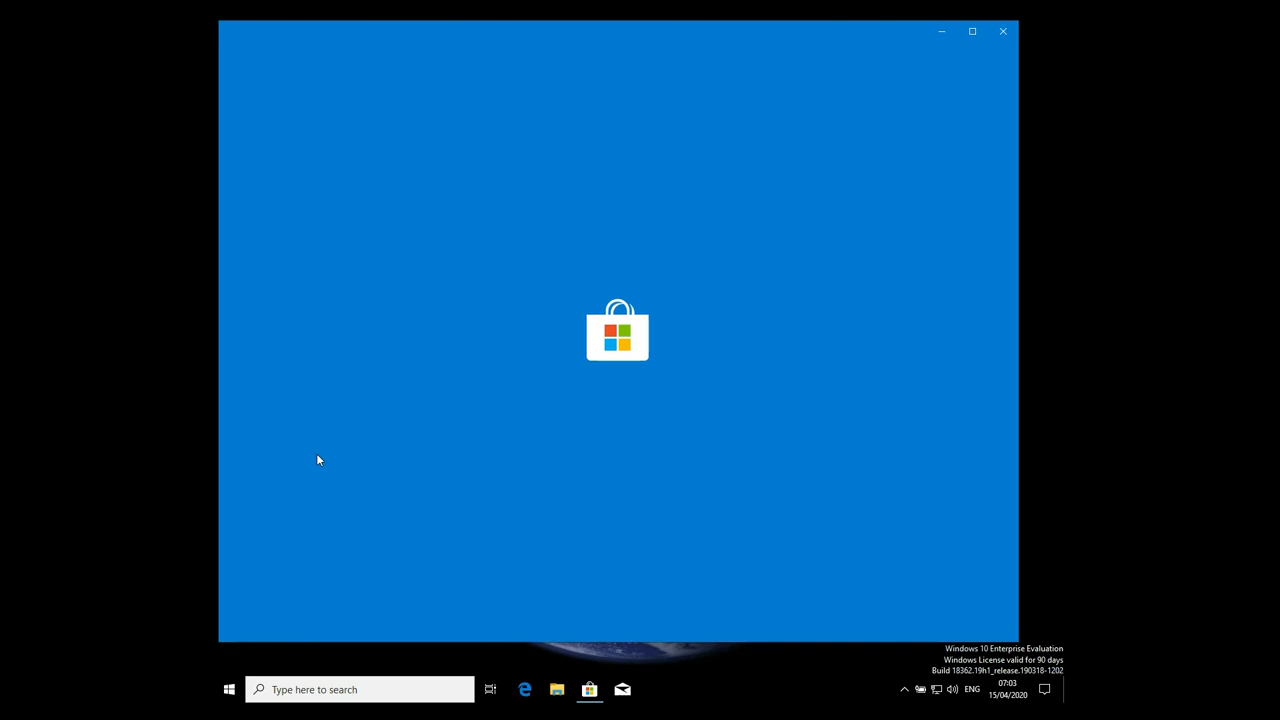 Windows 10 Enterprise Evaluation
Windows License valid for 90 days
Build 18362.19h1_release.190318-1202
Type here to search
ENG
07:03
15/04/2020